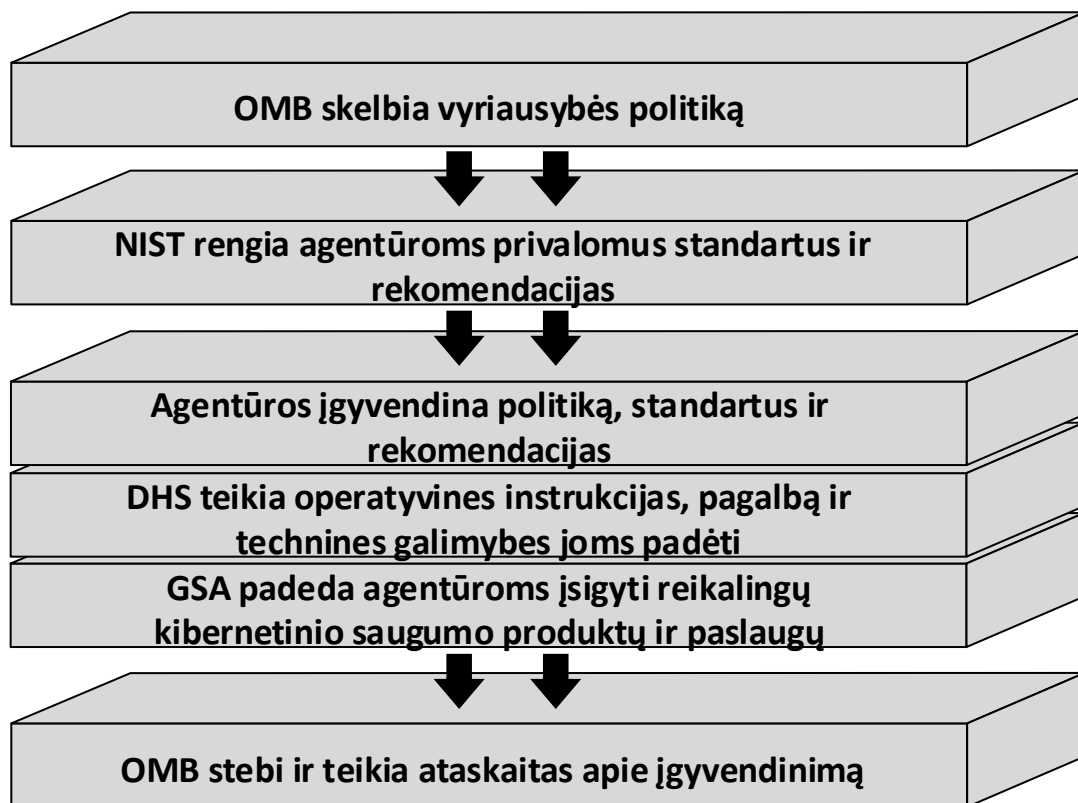 OMB skelbia vyriausybės politiką
NIST rengia agentūroms privalomus standartus ir
rekomendacijas
Agentūros įgyvendina politiką, standartus ir
rekomendacijas
DHS teikia operatyvines instrukcijas, pagalbą ir
technines galimybes joms padėti
GSA padeda agentūroms įsigyti reikalingų
kibernetinio saugumo produktų ir paslaugų
OMB stebi ir teikia ataskaitas apie įgyvendinimą